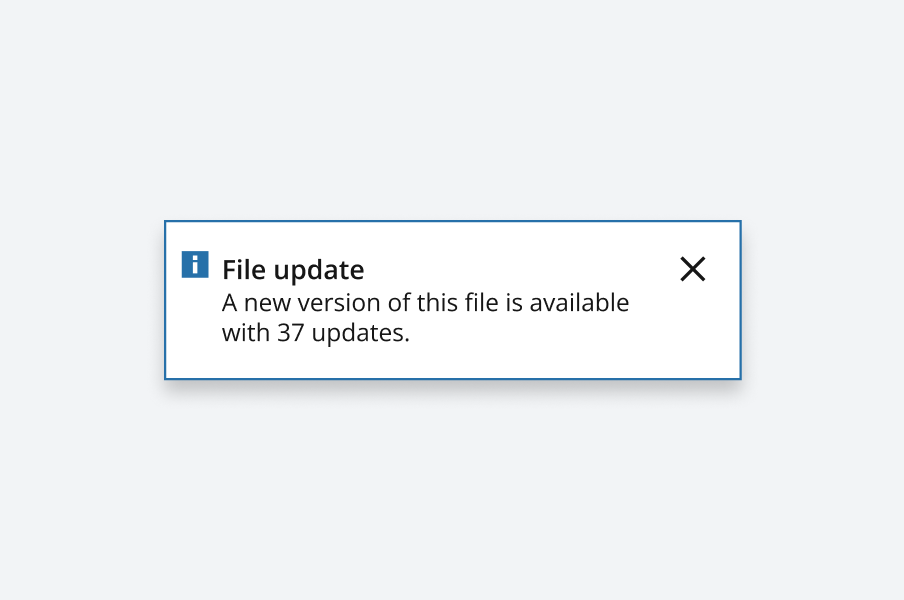 File update
A new version of this file is available
with 37 updates.